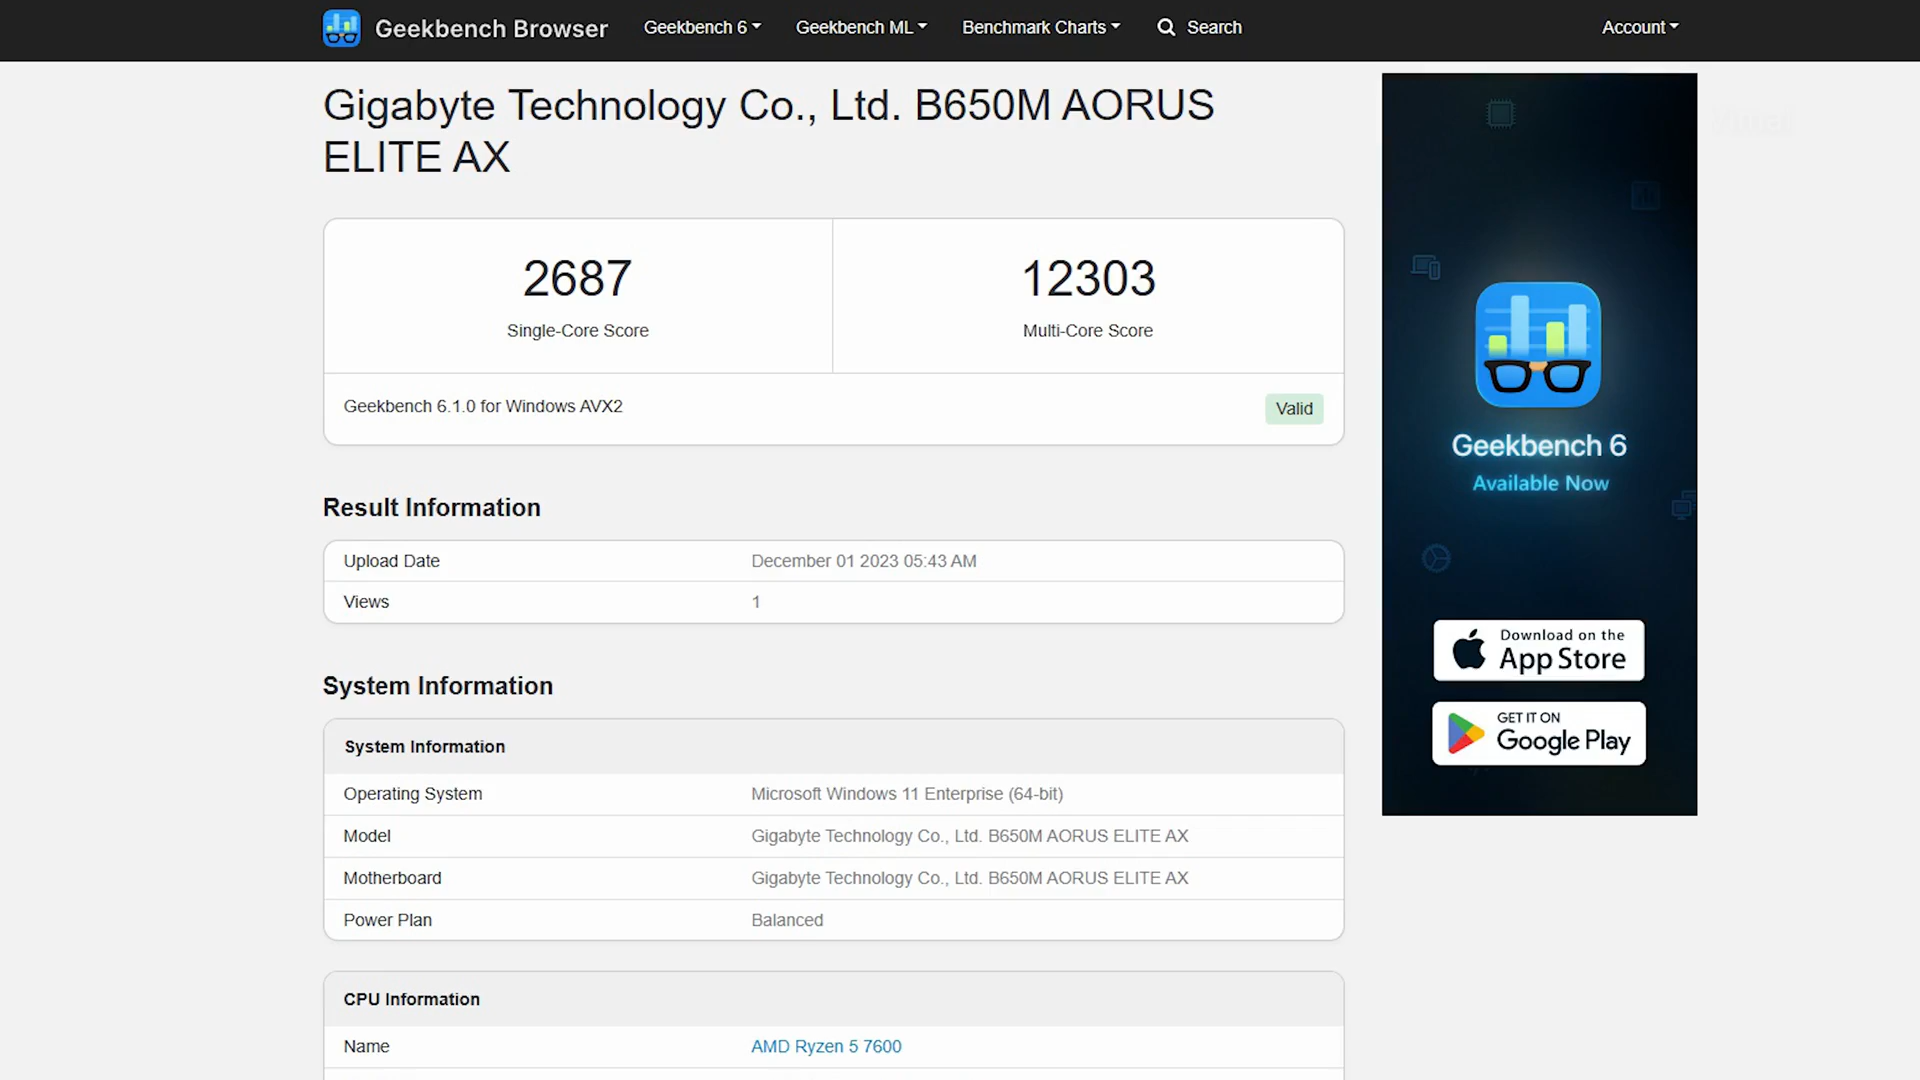 Geekbench Browser Geekbench 6 Geekbench ML Benchmark Charts Search Account
Gigabyte Technology Co., Ltd. B650M AORUS
ELITE AX
2687 12303
Single-Core Score Multi-Core Score
Geekbench 6.1.0 for Windows AVX2 Valid
Result Information
Upload Date December 01 2023 05:43 AM
Views 1
System Information
System Information
Operating System Microsoft Windows 11 Enterprise (64-bit)
Model Gigabyte Technology Co., Ltd. B650M AORUS ELITE AX
Motherboard Gigabyte Technology Co., Ltd. B650M AORUS ELITE AX
Power Plan Balanced
CPU Information
Name AMD Ryzen 5 7600
Geekbench 6
Available Now
Download on the
App Store
GET IT ON
Google Play